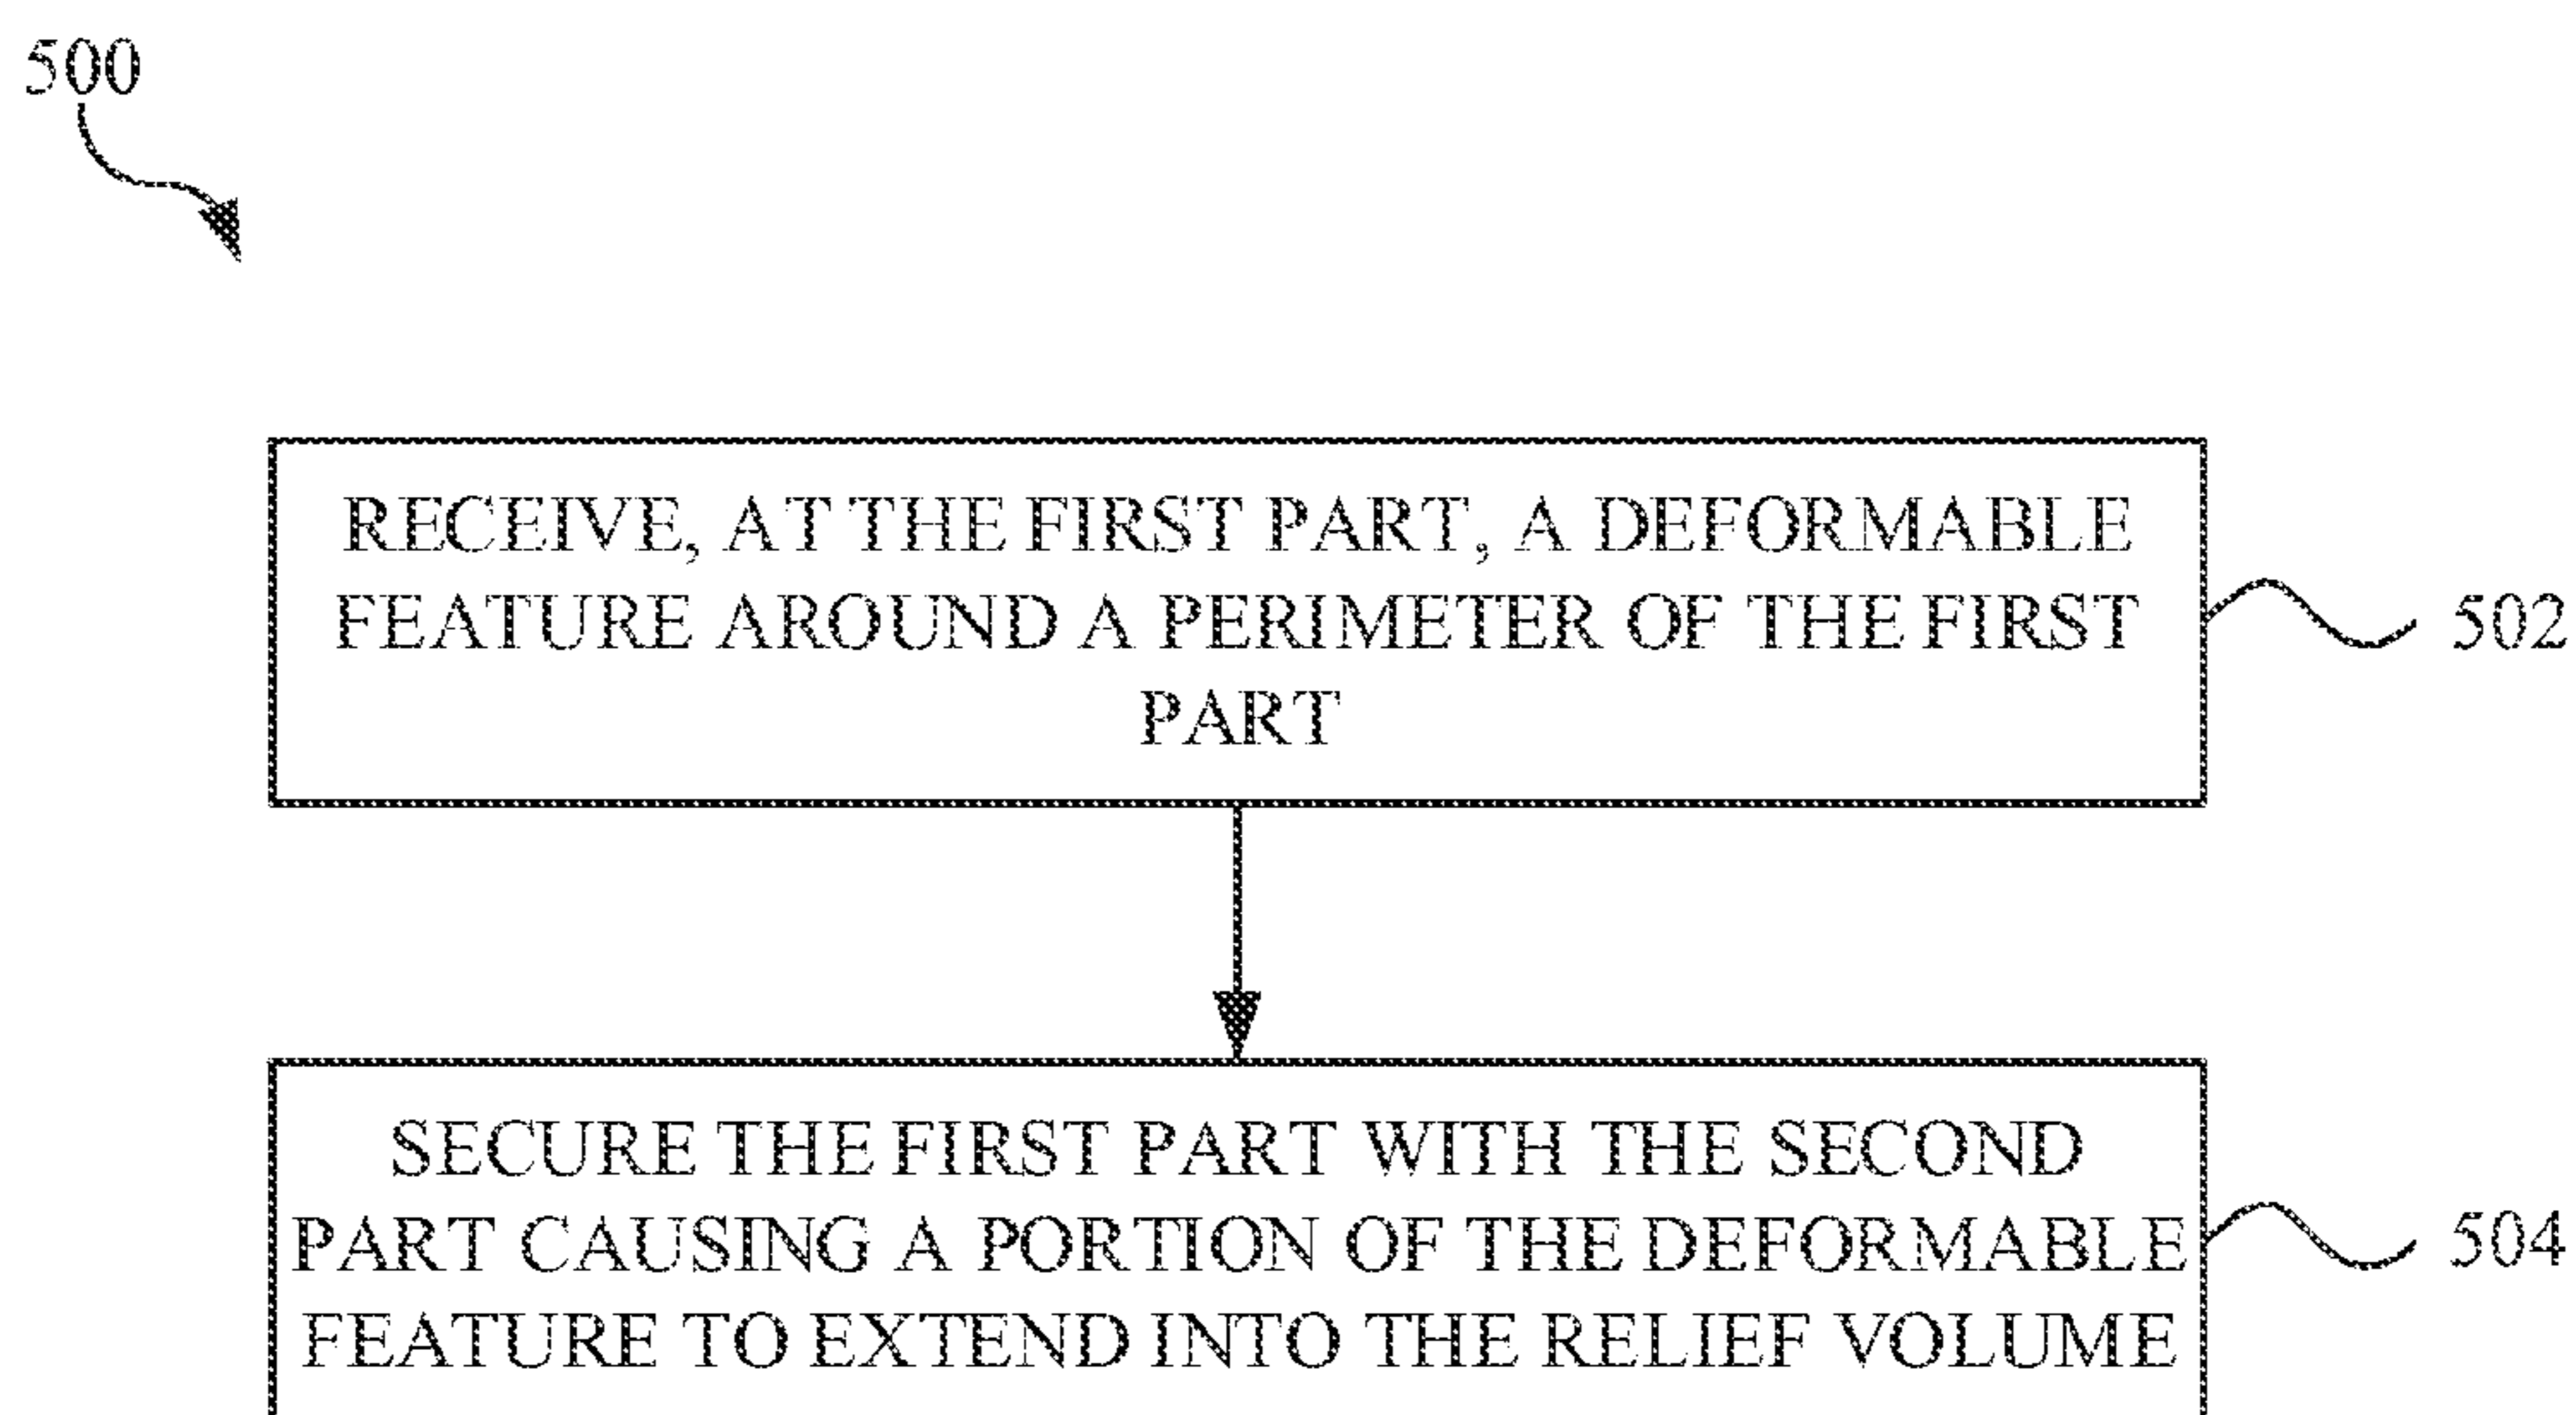 500
RECEIVE, AT THE FIRST PART, A DEFORMABLE
FEATURE AROUND A PERIMETER OF THE FIRST
PART
502
SECURE THE FIRST PART WITH THE SECOND
PART CAUSING A PORTION OF THE DEFORMABLE
FEATURE TO EXTEND INTO THE RELIEF VOLUME
504